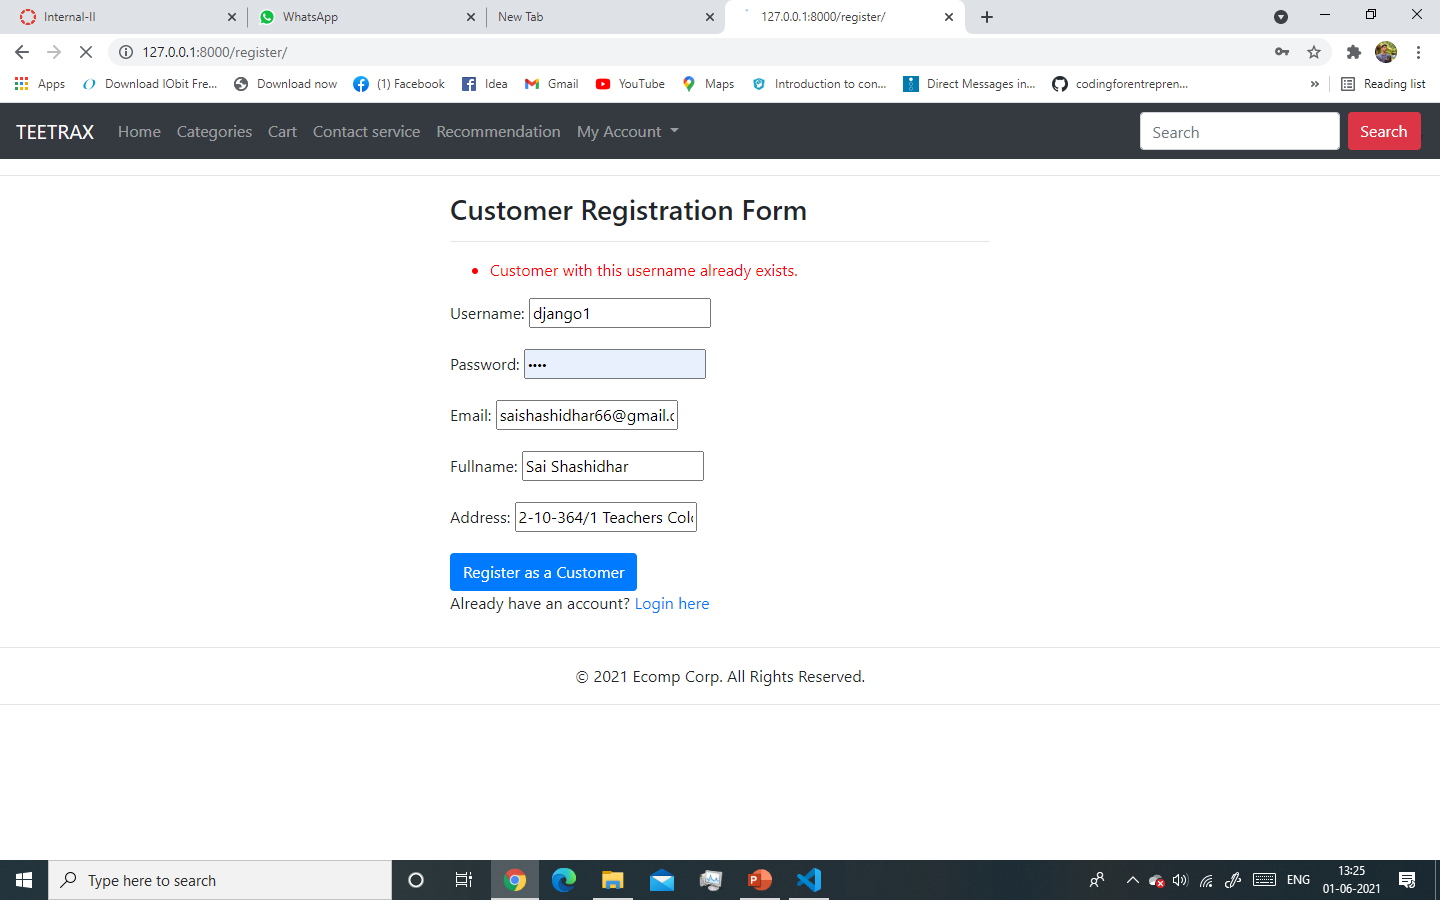 Internal-II
WhatsApp
New Tab
127.0.0.1:8000/register/
127.0.0.1:8000/register/
Apps
Download IObit Fre...
Download now
(1) Facebook
Idea
Gmail
YouTube
Maps
Introduction to con...
Direct Messages in...
codingforentrepren...
»
Reading list
TEETRAX
Home
Categories
Cart
Contact service
Recommendation
My Account
Search
Search
Customer Registration Form
Customer with this username already exists.
Username: django1
Password: ••••
Email: saishashidhar66@gmail.c
Fullname: Sai Shashidhar
Address: 2-10-364/1 Teachers Colo
Register as a Customer
Already have an account? Login here
© 2021 Ecomp Corp. All Rights Reserved.
Type here to search
ENG
13:25
01-06-2021